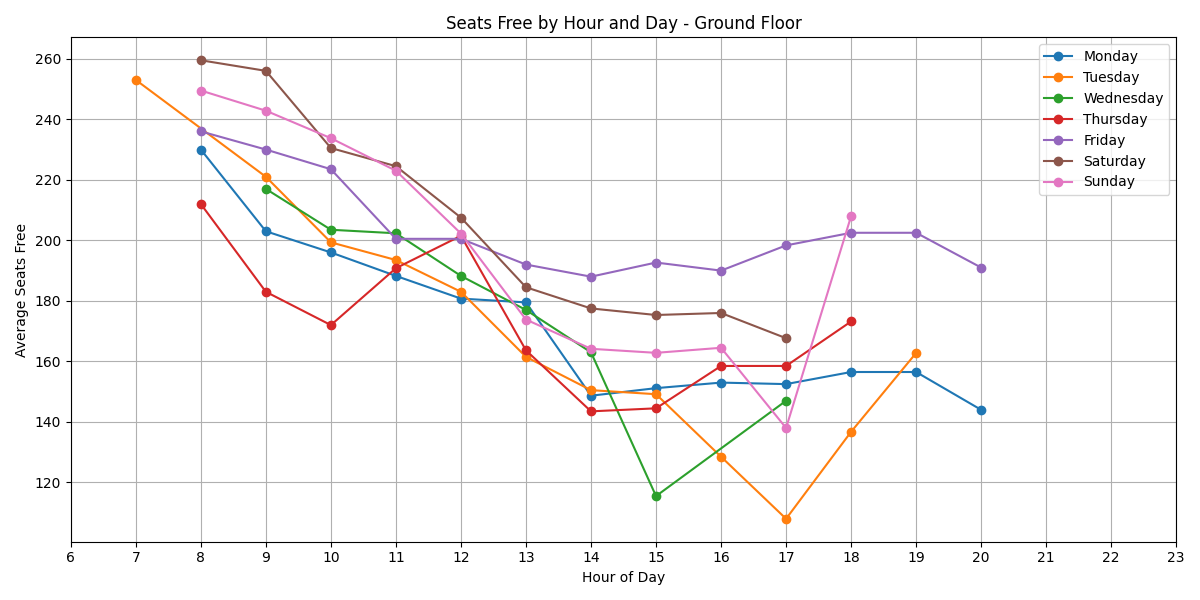 Seats Free by Hour and Day - Ground Floor
Monday
Tuesday
Wednesday
Thursday
Friday
Saturday
Sunday
Average Seats Free
260
240
220
200
180
160
140
120
6 7 8 9 10 11 12 13 14 15 16 17 18 19 20 21 22 23
Hour of Day